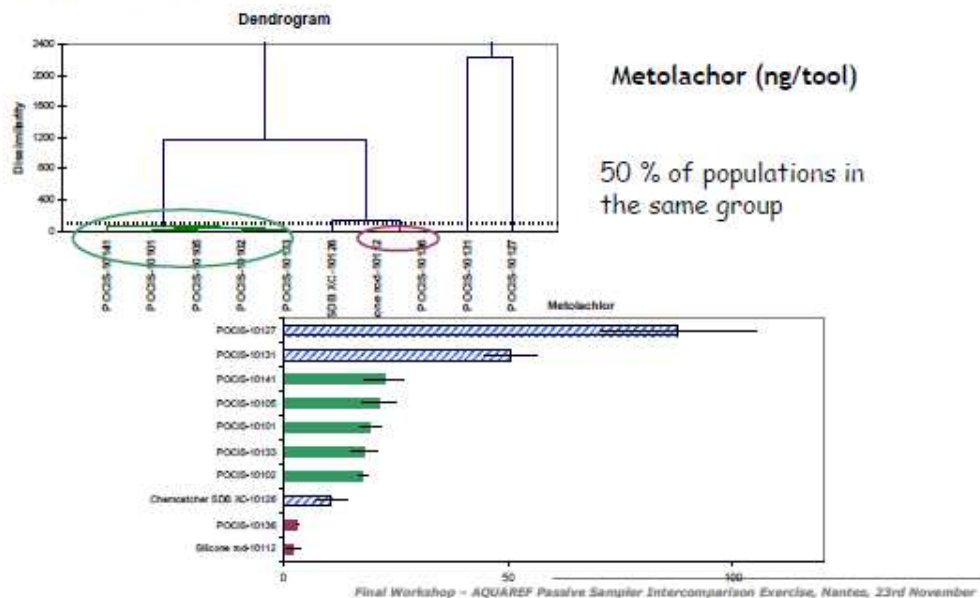 Dendrogram
2400
2000
1600
1200
800
400
0
Dissimilarity
POCIS-10141
POCIS-10101
POCIS-10105
POCIS-10102
POCIS-10133
SDB XC-10126
one rod-10112
POCIS-10136
POCIS-10131
POCIS-10127
Metolachor (ng/tool)
50 % of populations in
the same group
Metolachlor
POCIS-10127
POCIS-10131
POCIS-10141
POCIS-10105
POCIS-10101
POCIS-10133
POCIS-10102
Chemcatcher SDB XC-10126
POCIS-10136
Silicone rod-10112
0
50
100
Final Workshop – AQUAREF Passive Sampler Intercomparison Exercise, Nantes, 23rd November